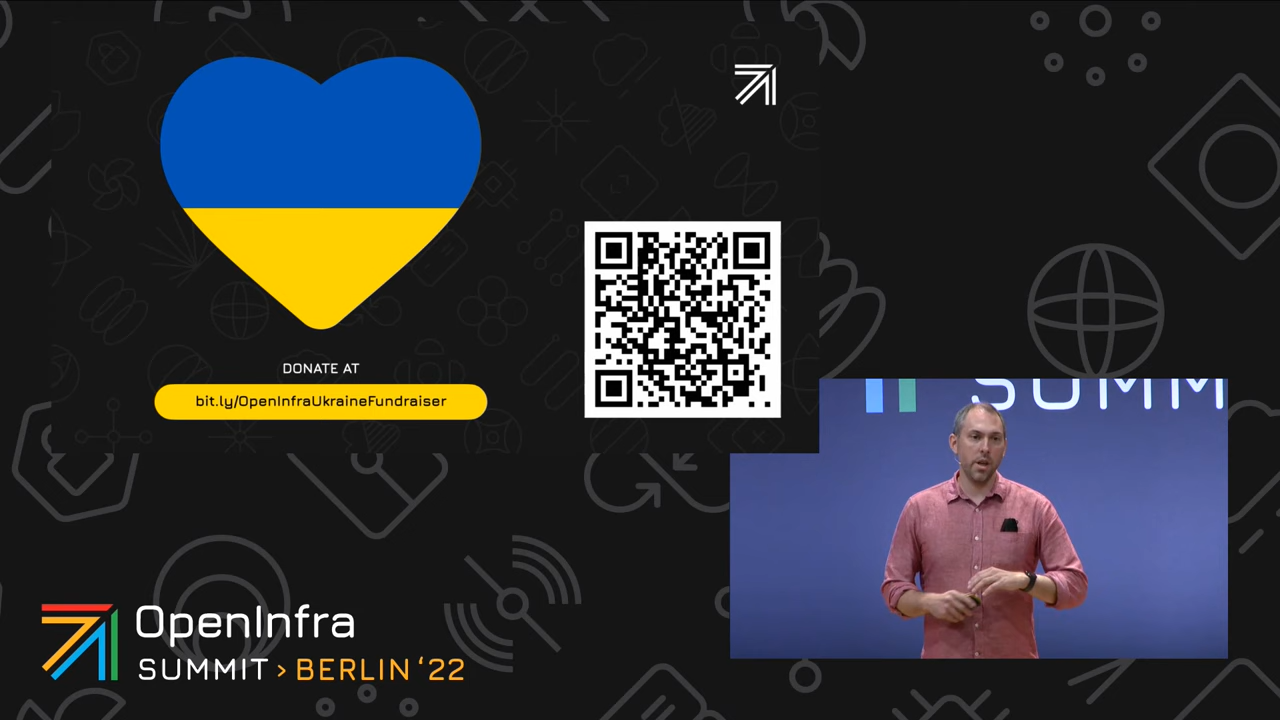 DONATE AT
bit.ly/OpenInfraUkraineFundraiser
SUMM
OpenInfra
SUMMIT > BERLIN ‘22